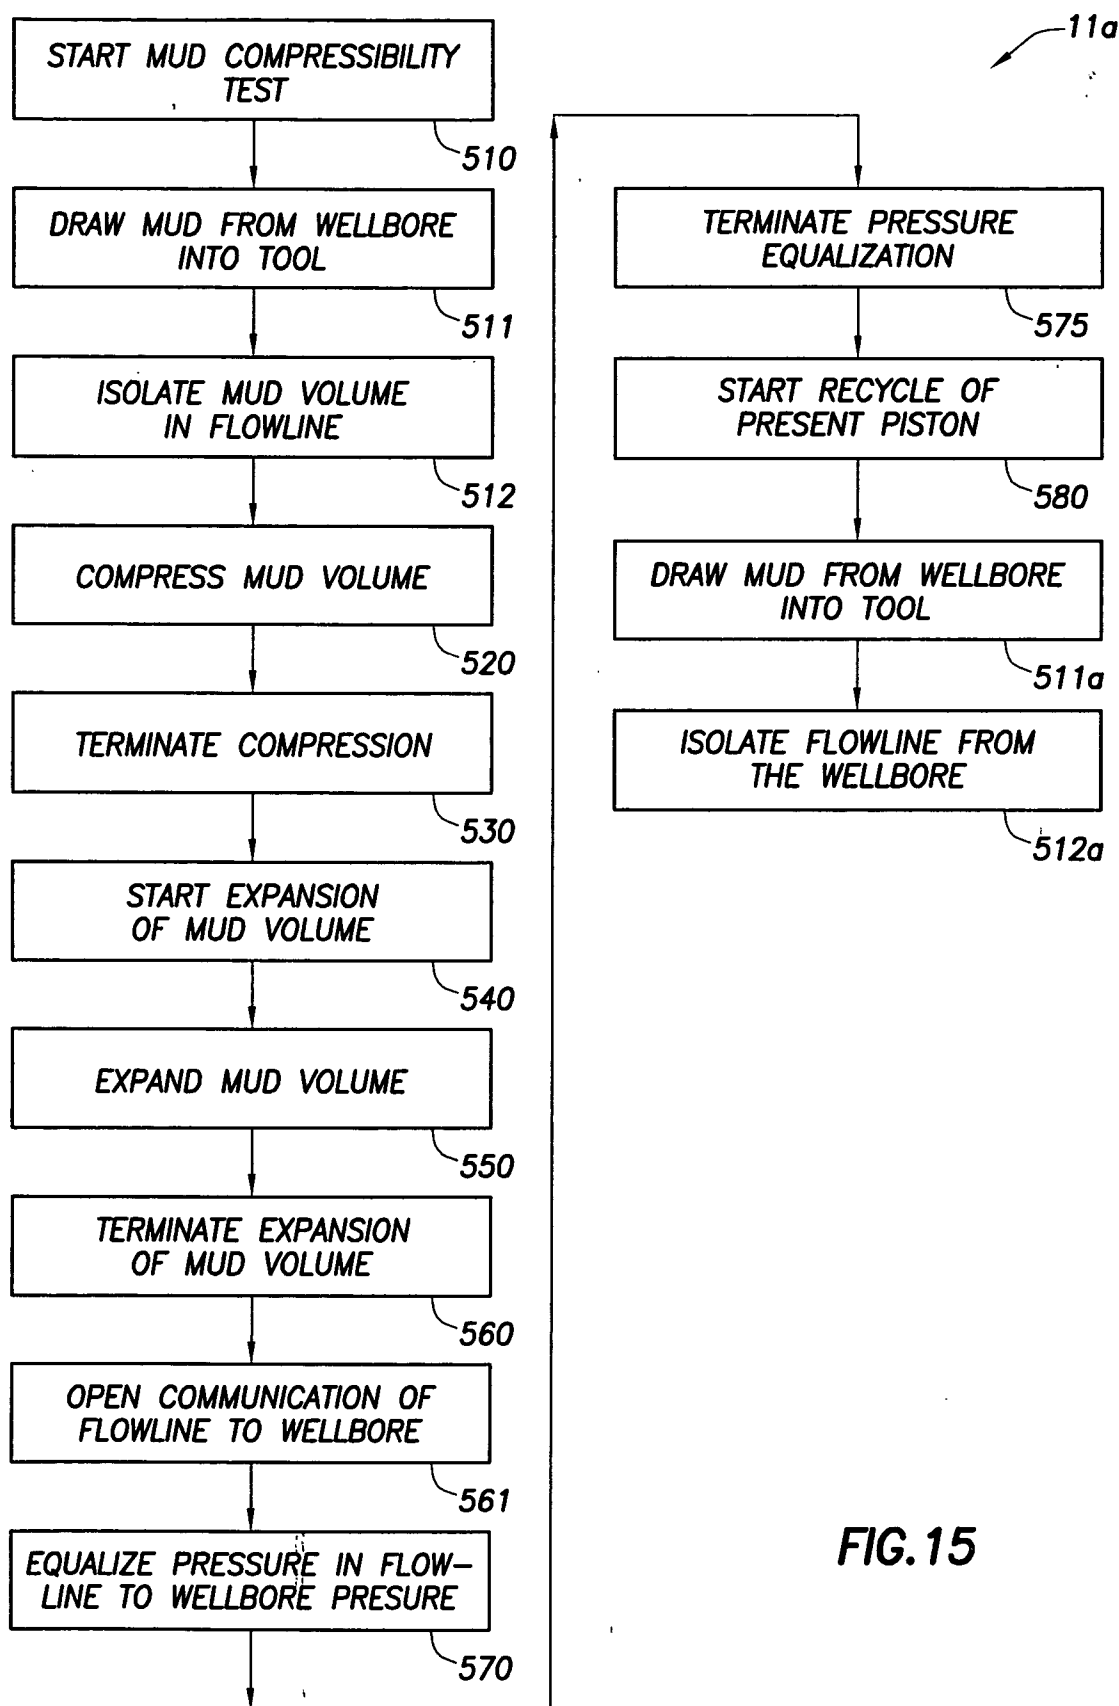 START MUD COMPRESSIBILITY
TEST
510
DRAW MUD FROM WELLBORE
INTO TOOL
511
ISOLATE MUD VOLUME
IN FLOWLINE
512
COMPRESS MUD VOLUME
520
TERMINATE COMPRESSION
530
START EXPANSION
OF MUD VOLUME
540
EXPAND MUD VOLUME
550
TERMINATE EXPANSION
OF MUD VOLUME
560
OPEN COMMUNICATION OF
FLOWLINE TO WELLBORE
561
EQUALIZE PRESSURE IN FLOW-
LINE TO WELLBORE PRESURE
570
11a
TERMINATE PRESSURE
EQUALIZATION
575
START RECYCLE OF
PRESENT PISTON
580
DRAW MUD FROM WELLBORE
INTO TOOL
511a
ISOLATE FLOWLINE FROM
THE WELLBORE
512a
FIG.15